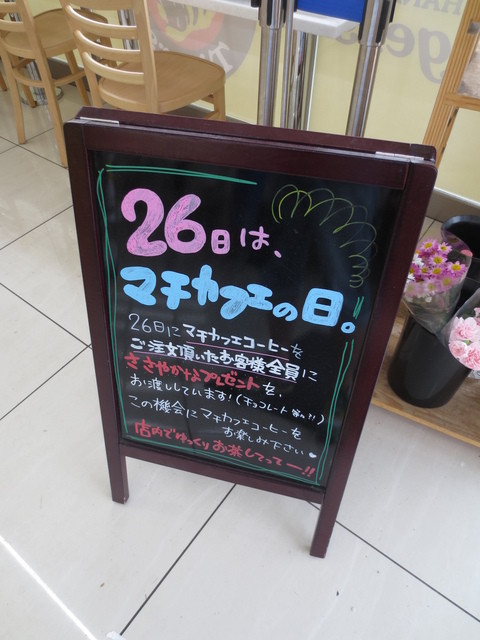 26日は、
マチカフェの日。
26日にマチカフェコーヒーを
ご注文頂いたお客様全員に
ささやかなプレゼントを、
お渡ししています！(チョコレート等!?!)
この機会にマチカフェコーヒーを
お楽しみ下さい♥
店内でゆっくりお茶してってー!!